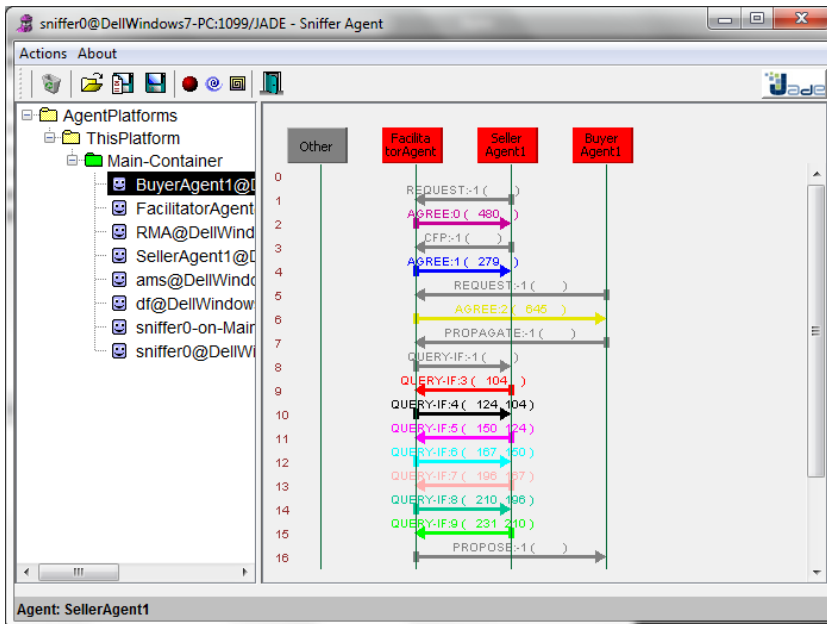 sniffer0@DellWindows7-PC:1099/JADE - Sniffer Agent
Actions About
Jade
AgentPlatforms
ThisPlatform
Main-Container
BuyerAgent1@D
FacilitatorAgent
RMA@DellWind
SellerAgent1@D
ams@DellWindo
df@DellWindow
sniffer0-on-Main
sniffer0@DellWi
Other
Facilita
torAgent
Seller
Agent1
Buyer
Agent1
0
REQUEST:-1 ( )
1
AGREE:0 ( 480 )
2
CFP:-1 ( )
3
AGREE:1 ( 279 )
4
REQUEST:-1 ( )
5
AGREE:2 ( 645 )
6
PROPAGATE:-1 ( )
7
QUERY-IF:-1 ( )
8
QUERY-IF:3 ( 104 )
9
QUERY-IF:4 ( 124 104 )
10
QUERY-IF:5 ( 150 124 )
11
QUERY-IF:6 ( 167 150 )
12
QUERY-IF:7 ( 196 167 )
13
QUERY-IF:8 ( 210 196 )
14
QUERY-IF:9 ( 231 210 )
15
PROPOSE:-1 ( )
16
Agent: SellerAgent1